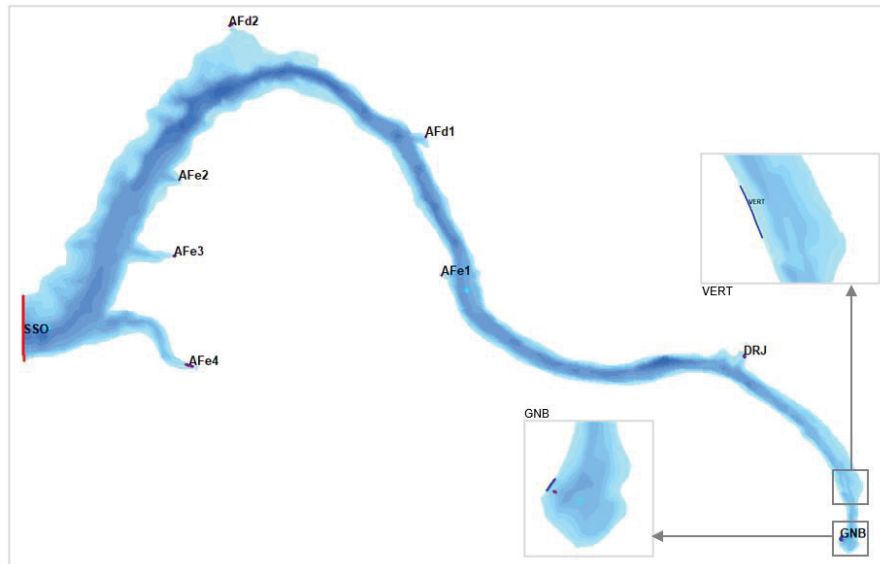 AFd2
AFd1
AFe2
VERT
AFe3
AFe1
VERT
SSO
DRJ
AFe4
GNB
GNB